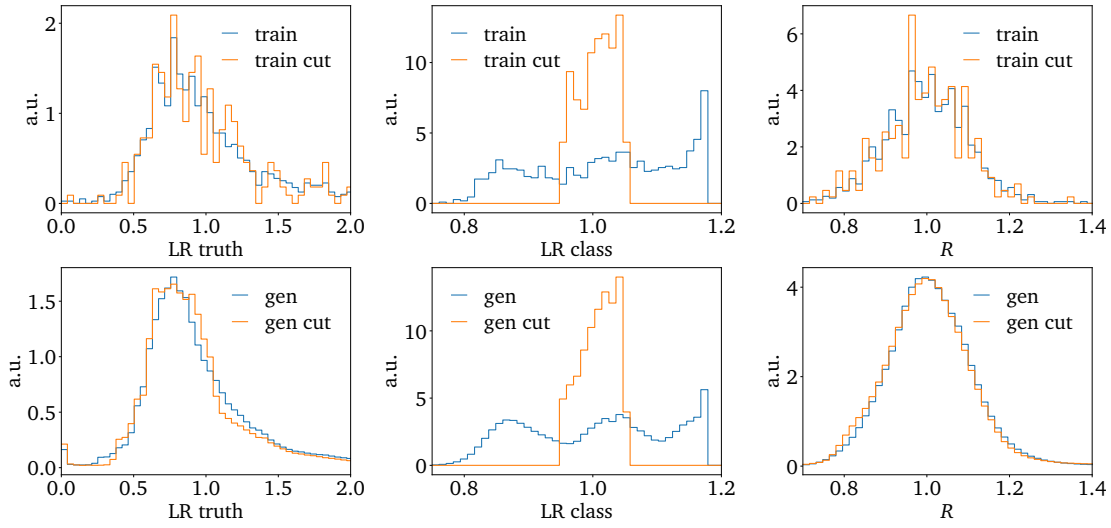 a.u.
2
1
0
train
train cut
0.0 0.5 1.0 1.5 2.0
LR truth
a.u.
10
5
0
train
train cut
0.8 1.0 1.2
LR class
a.u.
6
4
2
0
train
train cut
0.8 1.0 1.2 1.4
R
a.u.
1.5
1.0
0.5
0.0
gen
gen cut
0.0 0.5 1.0 1.5 2.0
LR truth
a.u.
10
5
0
gen
gen cut
0.8 1.0 1.2
LR class
a.u.
4
2
0
gen
gen cut
0.8 1.0 1.2 1.4
R